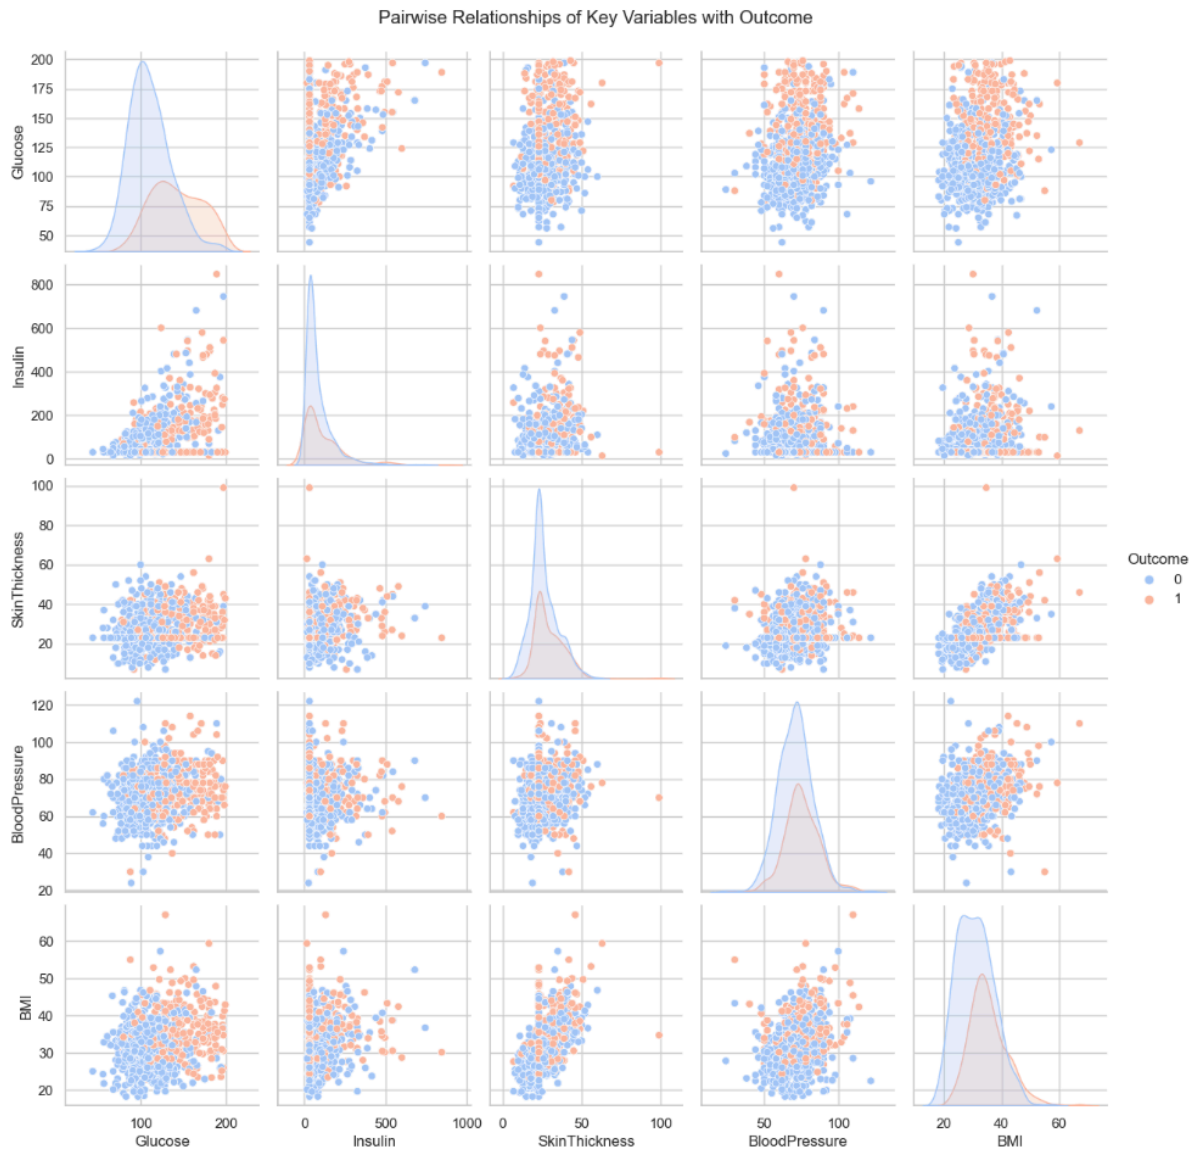 Pairwise Relationships of Key Variables with Outcome
200
175
150
125
100
75
50
Glucose
800
600
400
200
0
Insulin
100
80
60
40
20
SkinThickness
Outcome
0
1
120
100
80
60
40
20
BloodPressure
60
50
40
30
20
BMI
100 200
0 500 1000
0 50 100
50 100
20 40 60
Glucose
Insulin
SkinThickness
BloodPressure
BMI